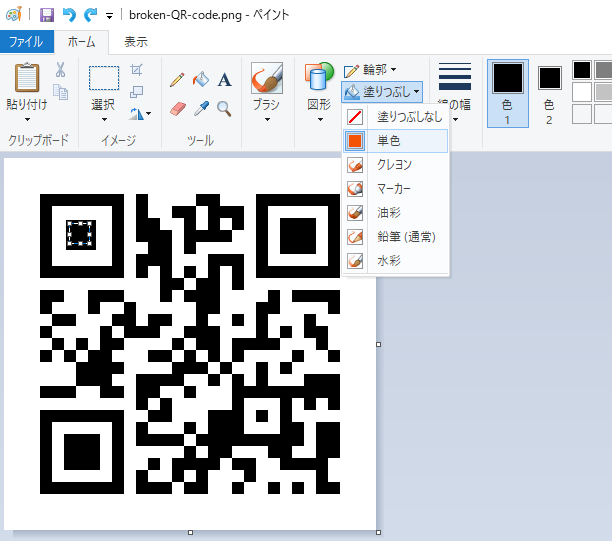 broken-QR-code.png - ペイント
ファイル ホーム 表示
貼り付け
クリップボード
選択
イメージ
A
ツール
ブラシ
図形
輪郭
塗りつぶし
線の幅
色
1
色
2
塗りつぶしなし
単色
クレヨン
マーカー
油彩
鉛筆 (通常)
水彩